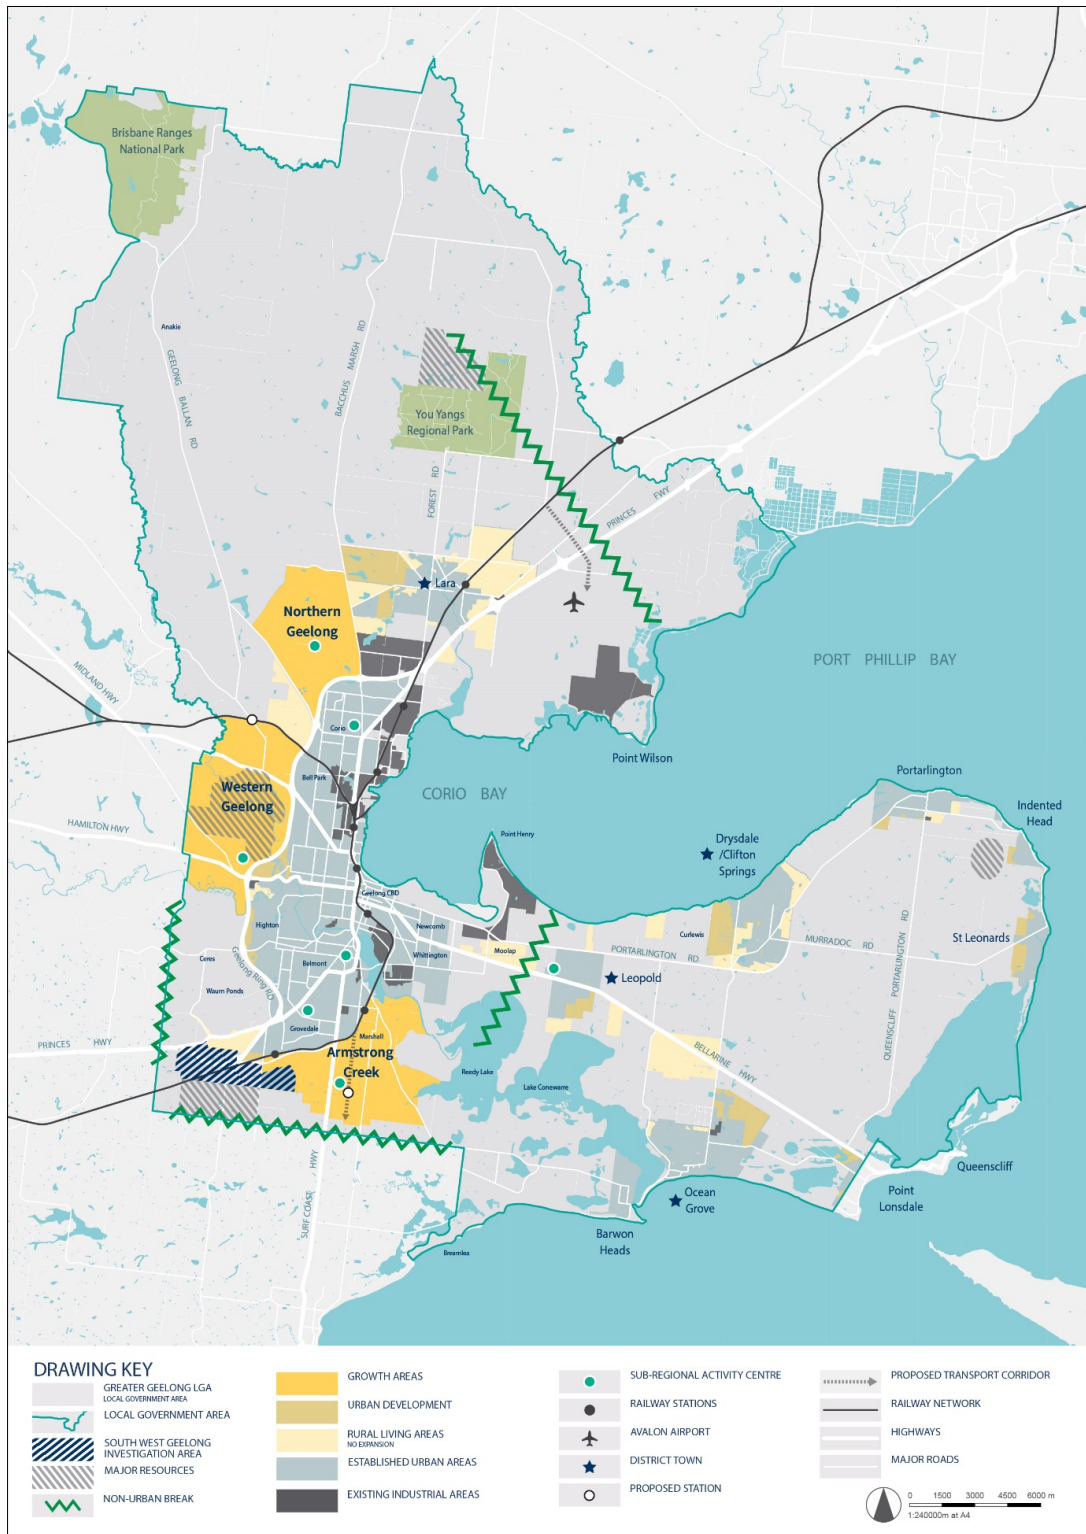 Brisbane Ranges
National Park
Anakie
GEELONG BALLAN RD
BACCHUS MARSH RD
You Yangs
Regional Park
FOREST RD
PRINCES FWY
Lara
Northern
Geelong
MIDLAND HWY
PORT PHILLIP BAY
Corio
Point Wilson
Bell Park
Western
Geelong
CORIO BAY
Portarlington
Indented
Head
HAMILTON HWY
Point Henry
Drysdale
/Clifton
Springs
Geelong CBD
Highton
Newcomb
Curlewis
QUEENSCLIFF PORTARLINGTON RD
St Leonards
MURRADOC RD
PORTARLINGTON RD
Moolap
Whittington
Ceres
Belmont
Geelong Ring RD
Leopold
Waurn Ponds
Grovedale
Marshall
PRINCES HWY
Armstrong
Creek
BELLARINE HWY
Reedy Lake
Lake Connewarre
SURF COAST HWY
Queenscliff
Point
Lonsdale
Ocean
Grove
Barwon
Heads
Breamlea
DRAWING KEY
GREATER GEELONG LGA
LOCAL GOVERNMENT AREA
LOCAL GOVERNMENT AREA
SOUTH WEST GEELONG
INVESTIGATION AREA
MAJOR RESOURCES
NON-URBAN BREAK
GROWTH AREAS
URBAN DEVELOPMENT
RURAL LIVING AREAS
NO EXPANSION
ESTABLISHED URBAN AREAS
EXISTING INDUSTRIAL AREAS
SUB-REGIONAL ACTIVITY CENTRE
RAILWAY STATIONS
AVALON AIRPORT
DISTRICT TOWN
PROPOSED STATION
PROPOSED TRANSPORT CORRIDOR
RAILWAY NETWORK
HIGHWAYS
MAJOR ROADS
0 1500 3000 4500 6000 m
1:240000m at A4